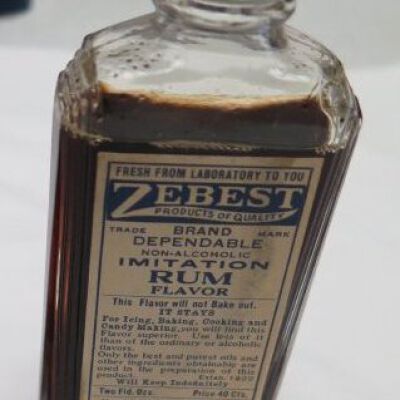 FRESH FROM LABORATORY TO YOU
ZEBEST
PRODUCTS OF QUALITY
TRADE BRAND MARK
DEPENDABLE
NON-ALCOHOLIC
IMITATION
RUM
FLAVOR
This Flavor will not Bake out.
IT STAYS
For Icing, Baking, Cooking and
Candy Making, you will find this
Flavor superior. Use less of it
than of the ordinary or alcoholic
flavors.
Only the best and purest oils and
other ingredients obtainable are
used in the preparation of this
product. Estab. 1900
Will Keep Indefinitely
Two Fld. Ozs. Price 40 Cts.